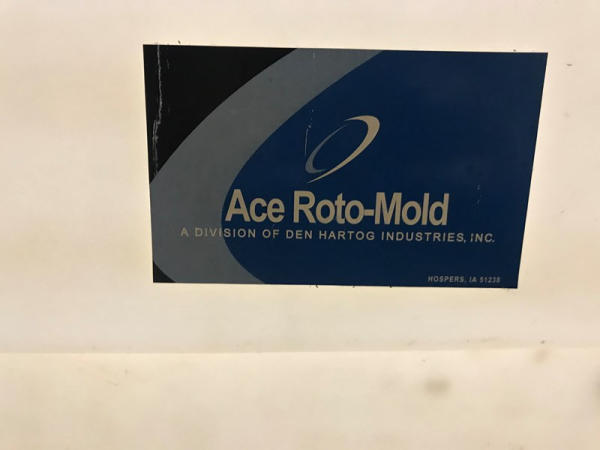 Ace Roto-Mold
A DIVISION OF DEN HARTOG INDUSTRIES, INC.
HOSPERS, IA 51238